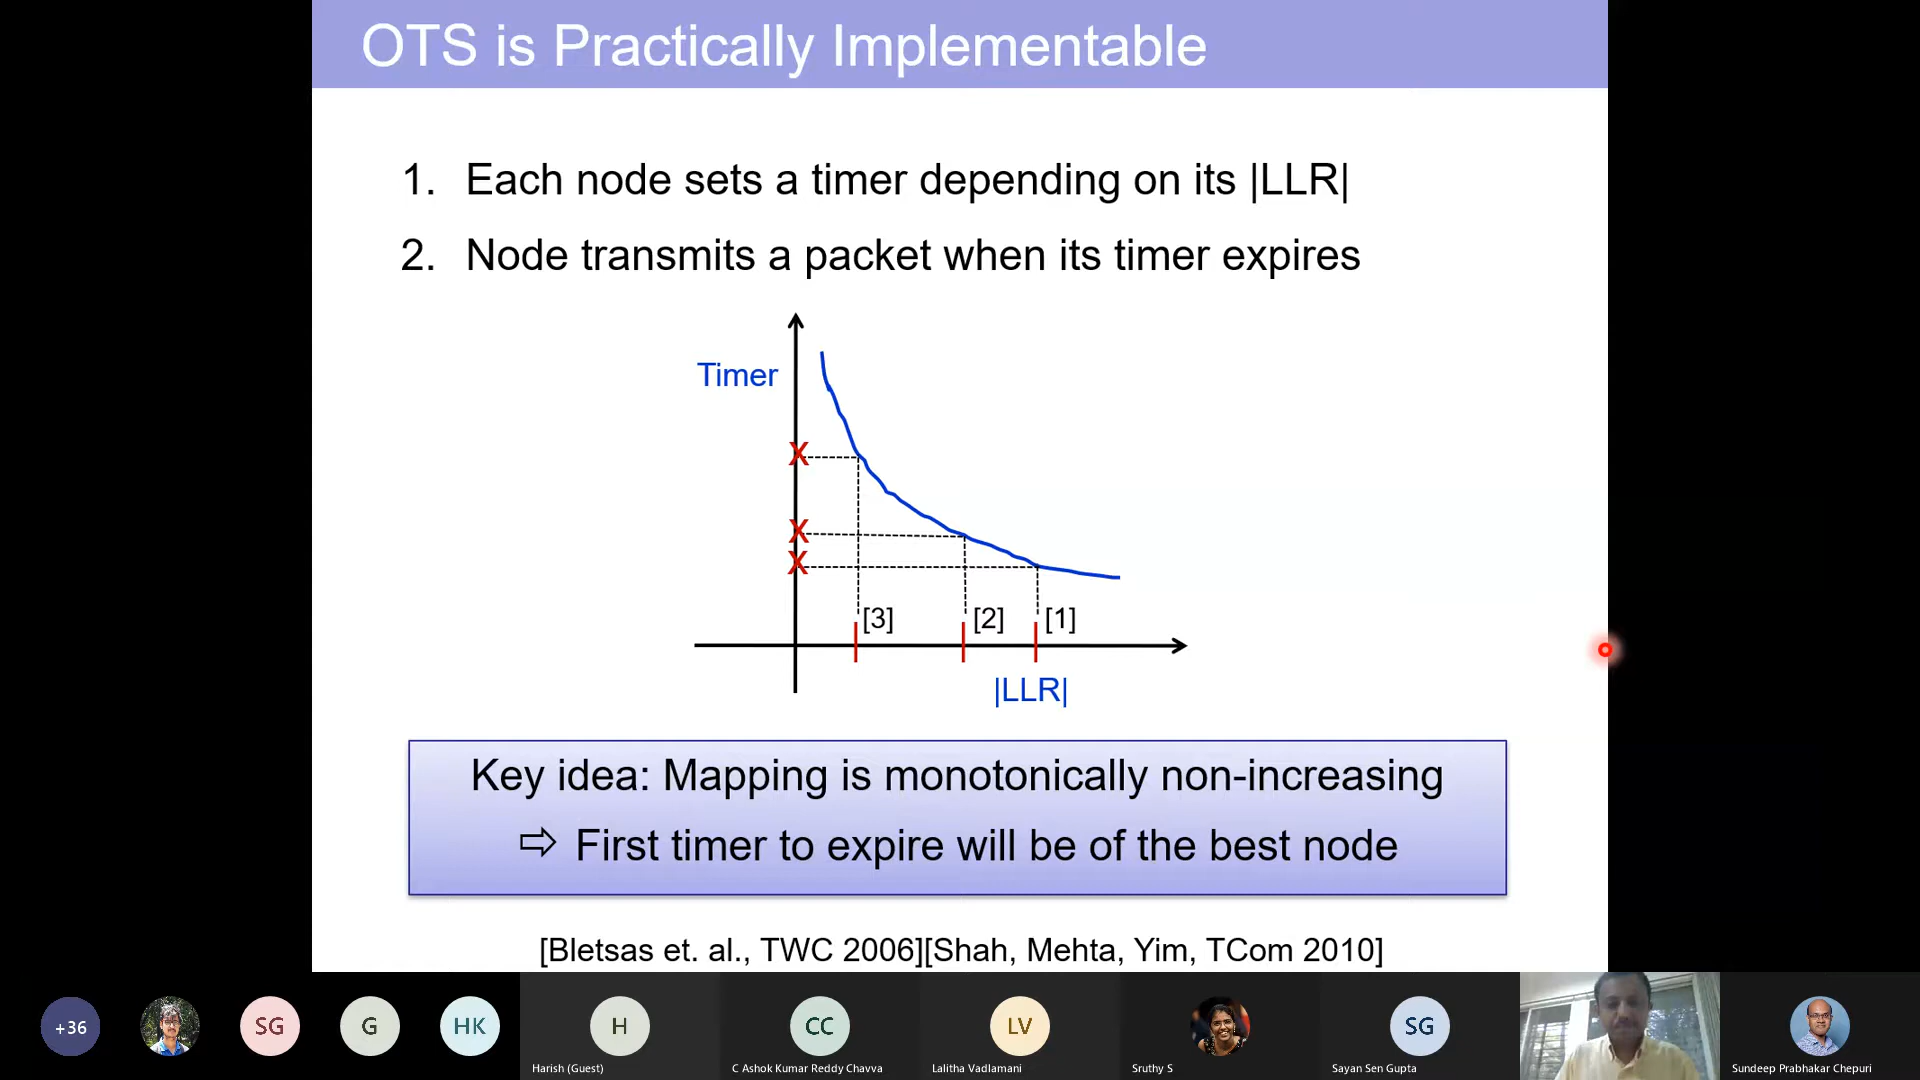 OTS is Practically Implementable
1. Each node sets a timer depending on its |LLR|
2. Node transmits a packet when its timer expires
Timer
X
X
X
[3] [2] [1]
|LLR|
Key idea: Mapping is monotonically non-increasing
⇨ First timer to expire will be of the best node
[Bletsas et. al., TWC 2006][Shah, Mehta, Yim, TCom 2010]
+36 SG G HK H CC LV SG
Harish (Guest) C Ashok Kumar Reddy Chavva Lalitha Vadlamani Sruthy S Sayan Sen Gupta Sundeep Prabhakar Chepuri